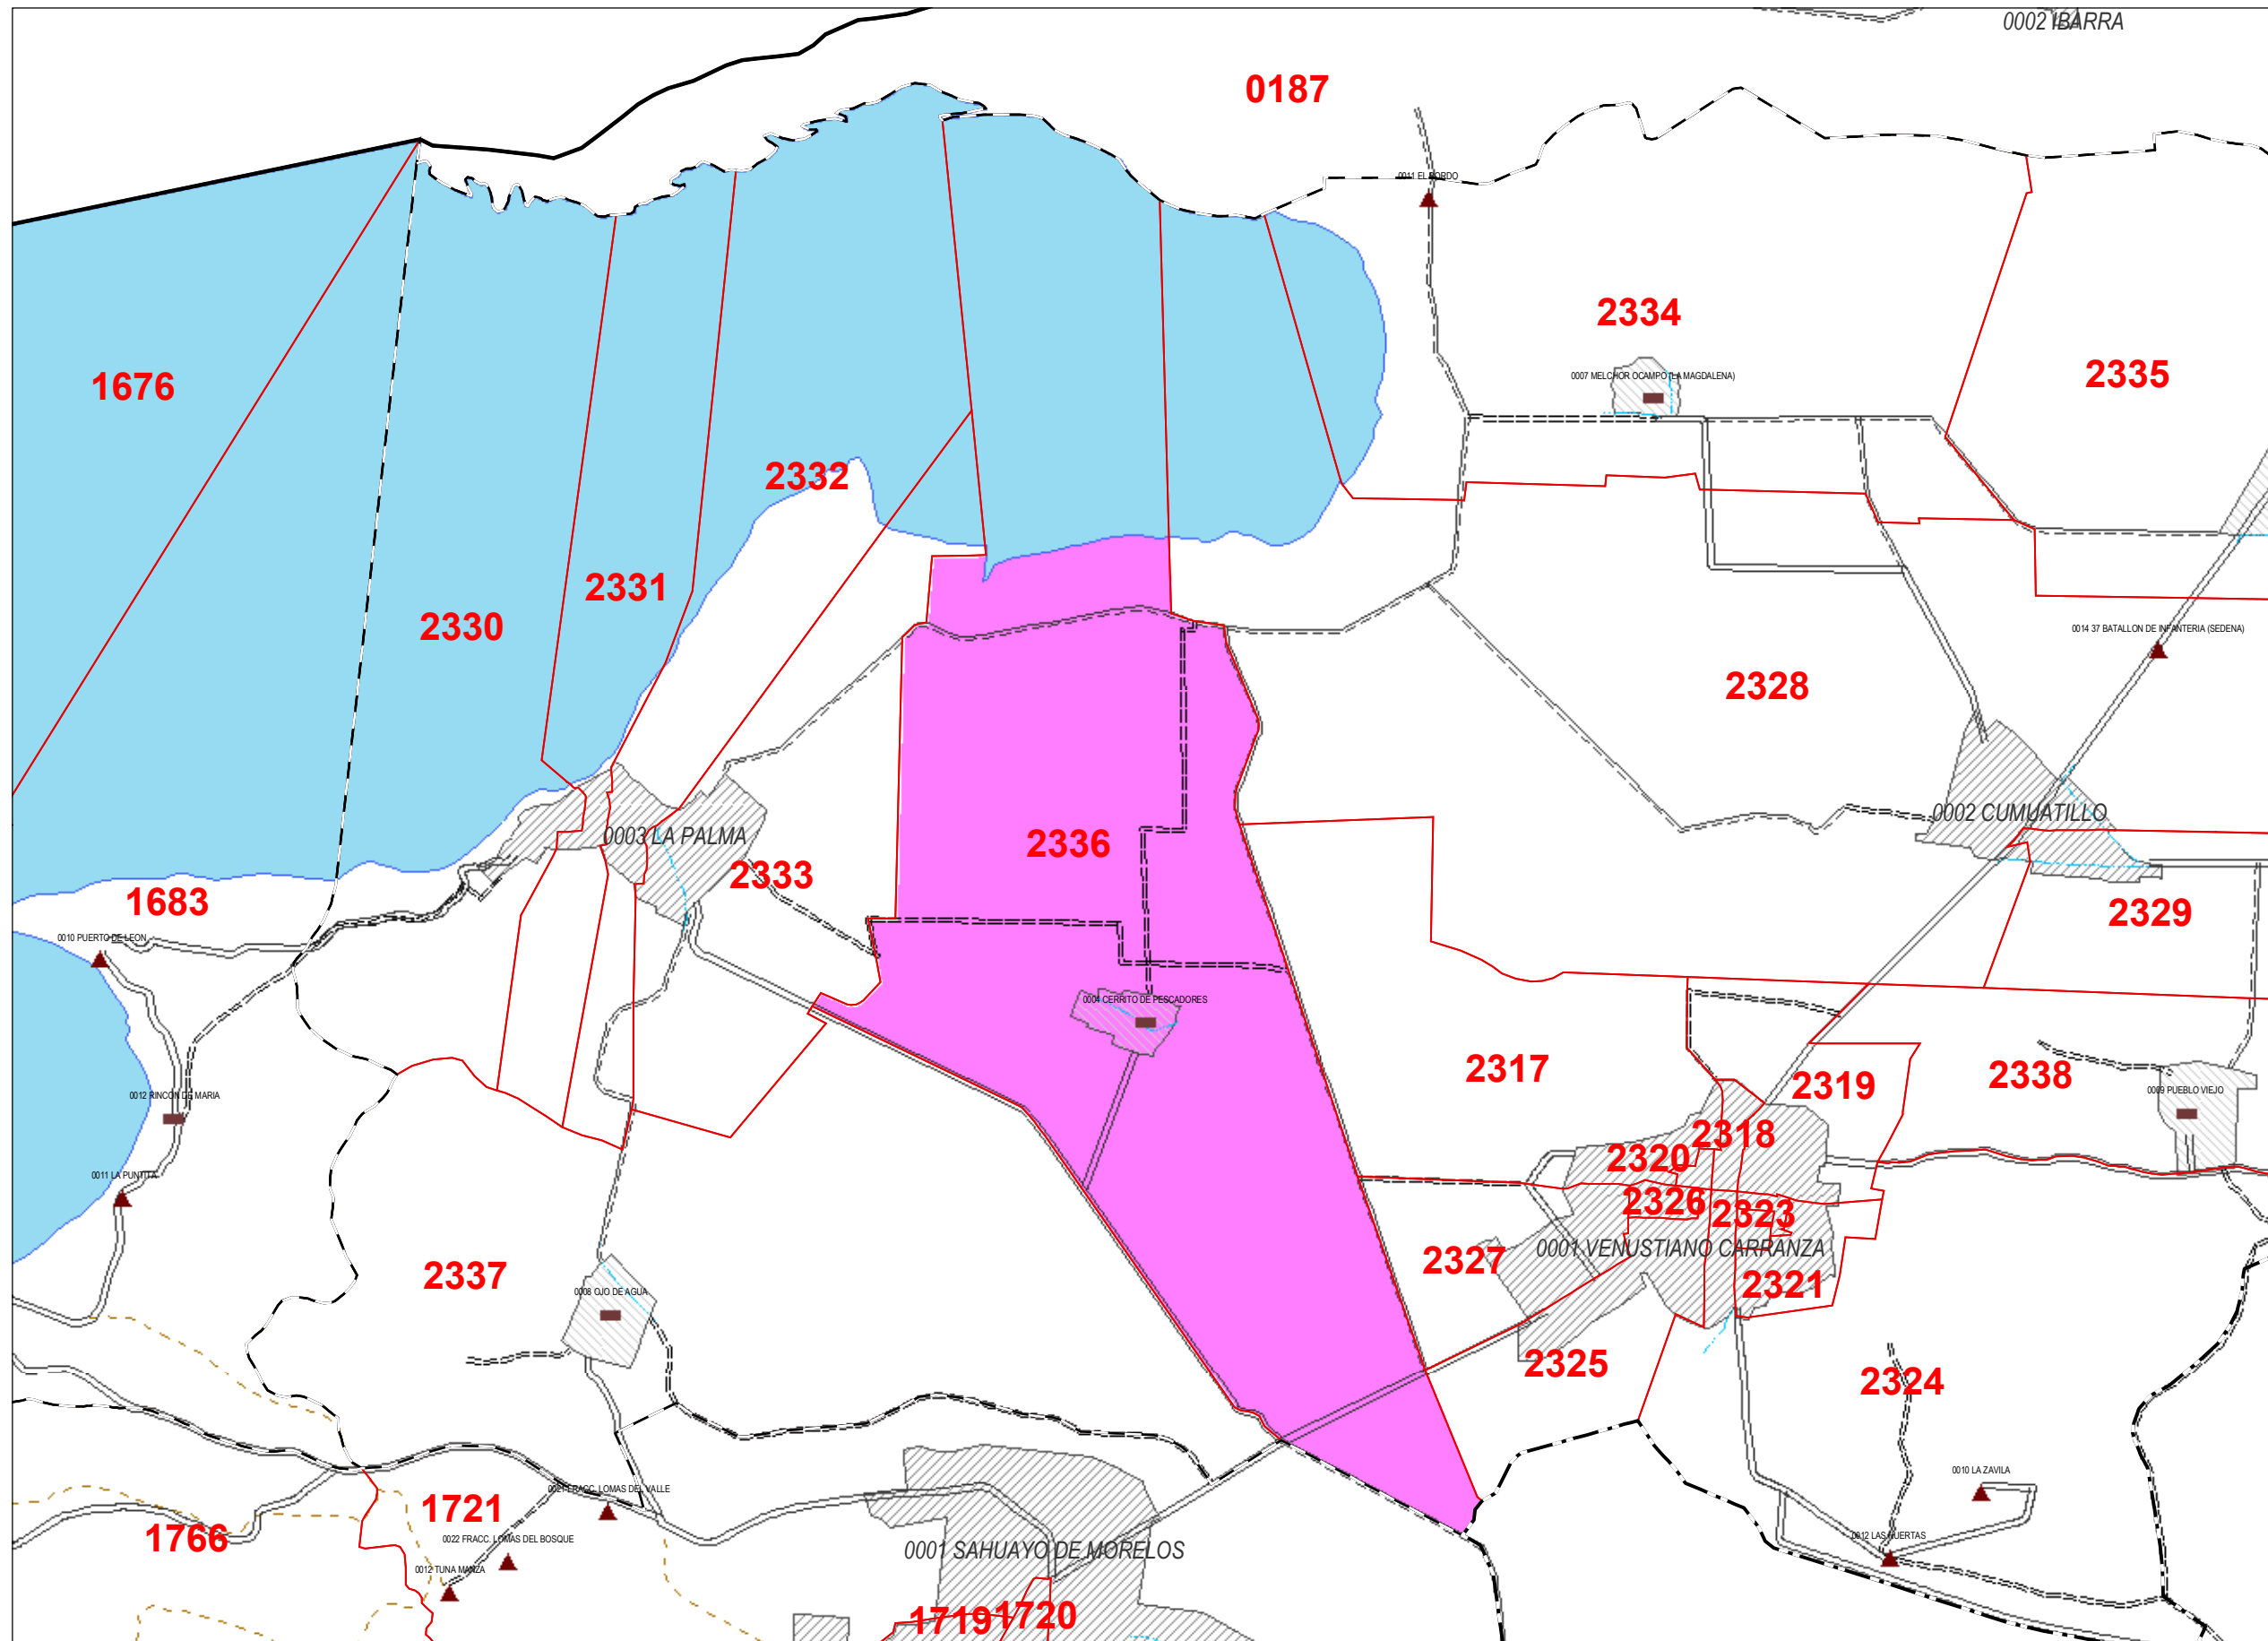 0002 IBARRA
0187
0011 EL BORDO
2334
0007 MELCHOR OCAMPO (LA MAGDALENA)
2335
1676
2332
2331
2330
0014 37 BATALLON DE INFANTERIA (SEDENA)
2328
0002 CUMUATILLO
0003 LA PALMA
2336
2333
1683
2329
0010 PUERTO DE LEON
0004 CERRITO DE PESCADORES
2317
2319
2338
0009 PUEBLO VIEJO
0012 RINCON DE MARIA
2318
2320
0011 LA PUNTITA
2326
2323
0001 VENUSTIANO CARRANZA
2327
2337
2321
0008 OJO DE AGUA
2325
2324
0010 LA ZAVILA
0021 FRACC. LOMAS DEL VALLE
1721
1766
0022 FRACC. LOMAS DEL BOSQUE
0012 LAS HUERTAS
0001 SAHUAYO DE MORELOS
0012 TUNA MANZA
1719
1720